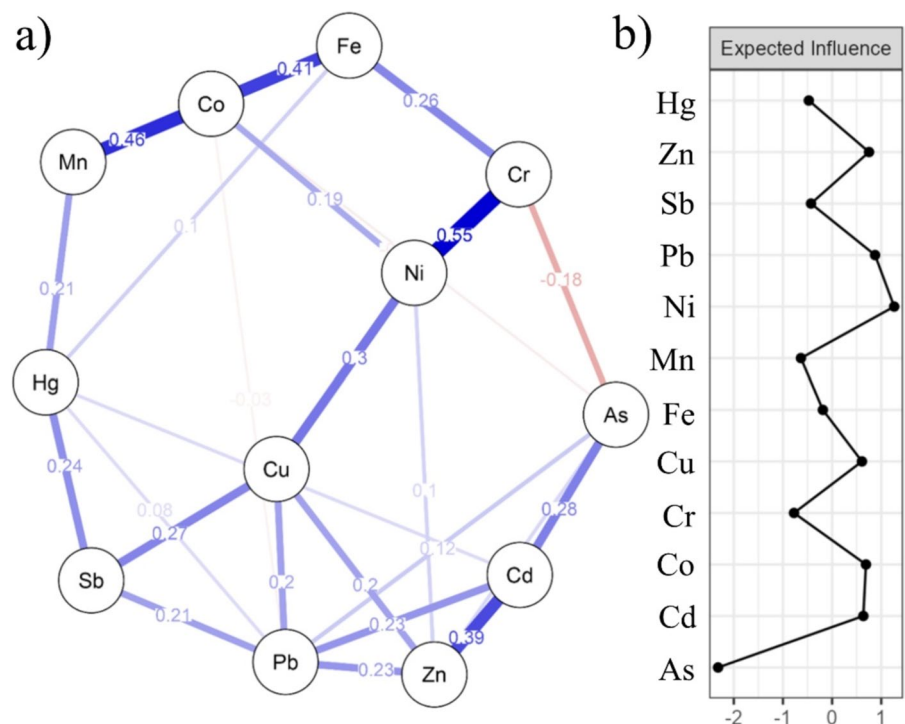 a)
Fe
0.41
Co
0.46
0.26
Mn
Cr
0.19
0.1
0.55
Ni
-0.18
0.21
0.3
Hg
-0.03
As
0.24
Cu
0.1
0.08
0.28
0.27
0.12
Sb
Cd
0.2
0.2
0.21
0.23
0.39
Pb
0.23
Zn
b)
Expected Influence
Hg
Zn
Sb
Pb
Ni
Mn
Fe
Cu
Cr
Co
Cd
As
-2 -1 0 1